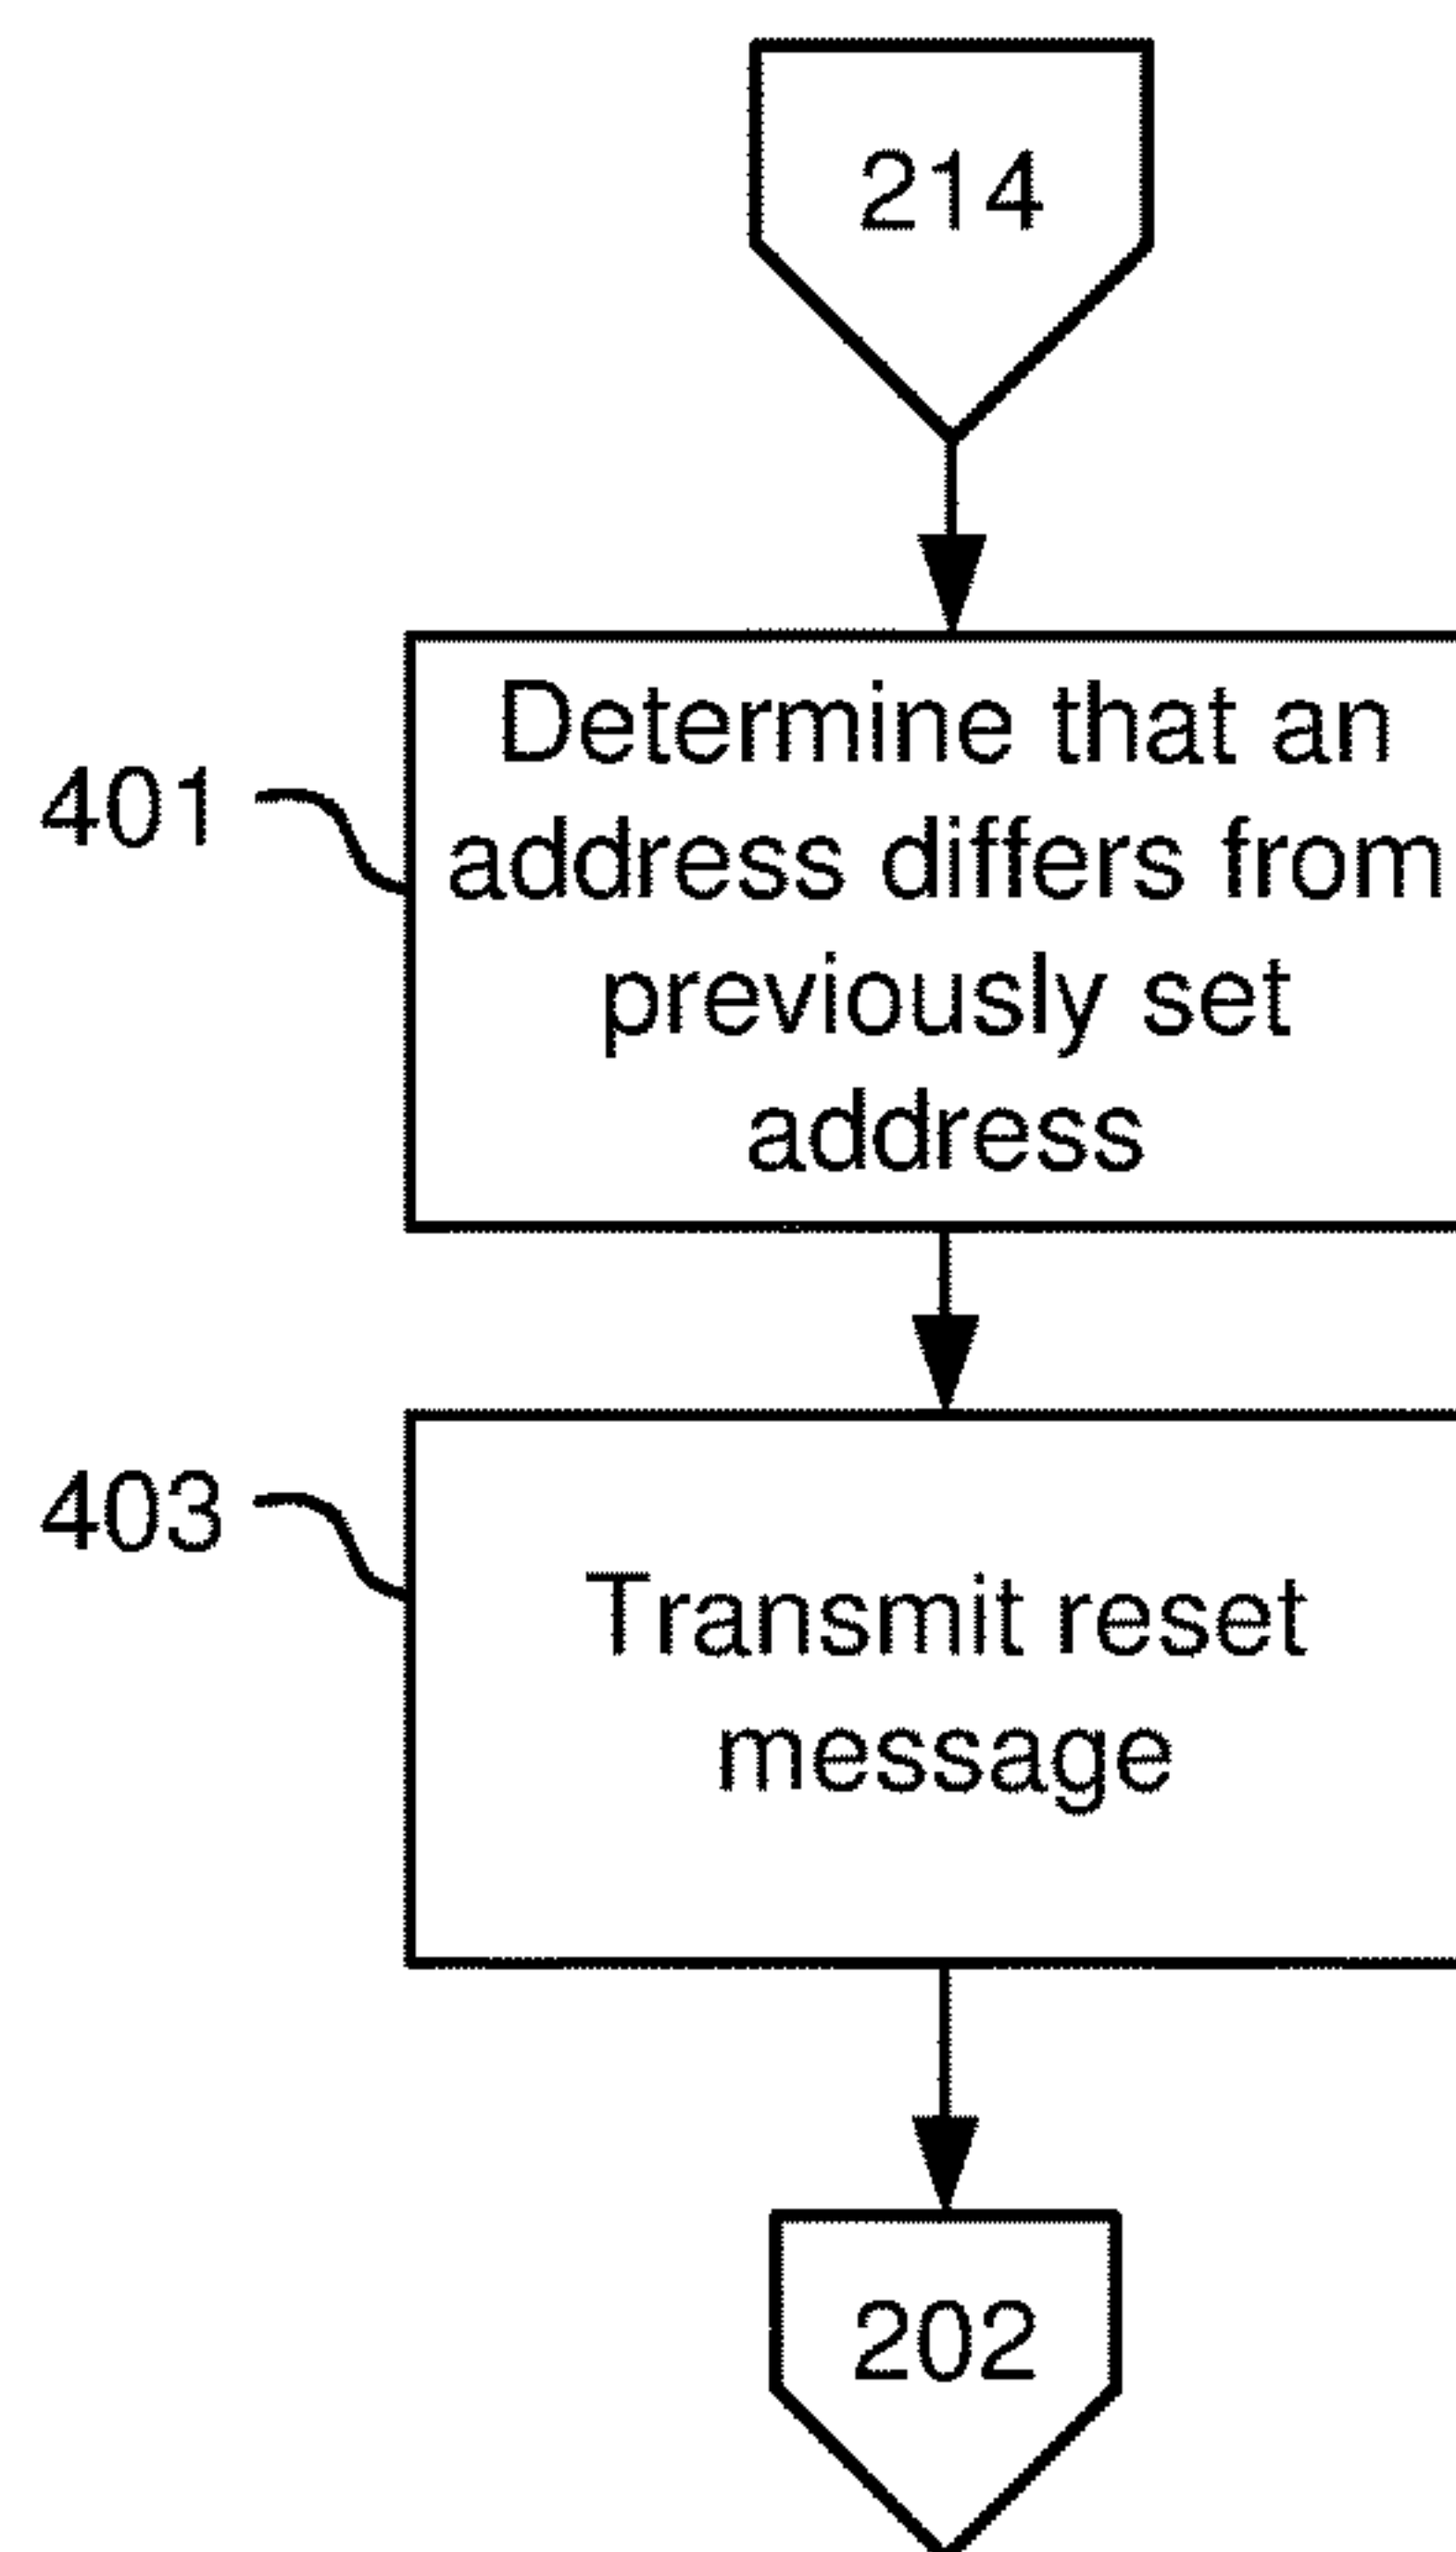 214
401
Determine that an
address differs from
previously set
address
403
Transmit reset
message
202